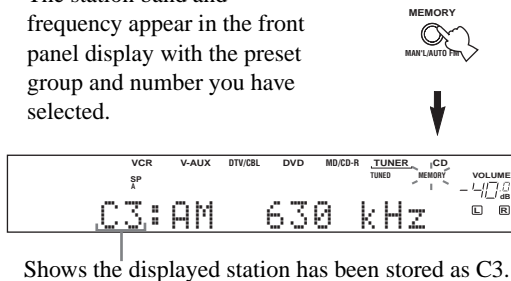 The station band and
frequency appear in the front
panel display with the preset
group and number you have
selected.
MEMORY
MAN'L/AUTO FM
VCR V-AUX DTV/CBL DVD MD/CD-R TUNER CD
SP
A
TUNED MEMORY VOLUME
-40.0 dB
L R
C3:AM 630 kHz
Shows the displayed station has been stored as C3.